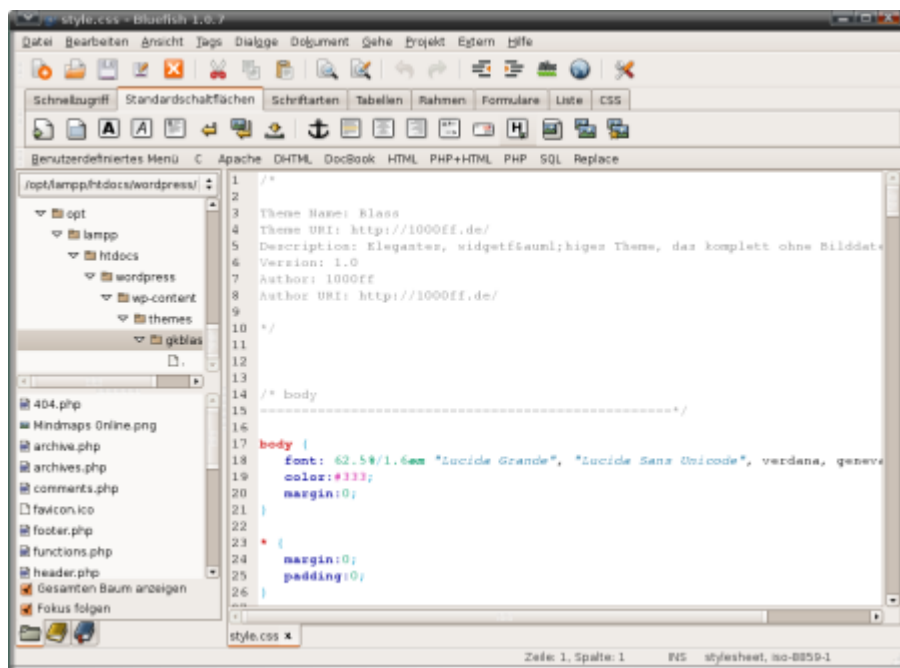 style.css - Bluefish 1.0.7
Datei Bearbeiten Ansicht Tags Dialoge Dokument Gehe Projekt Extern Hilfe
Schnellzugriff Standardschaltflächen Schriftarten Tabellen Rahmen Formulare Liste CSS
Benutzerdefiniertes Menü C Apache DHTML DocBook HTML PHP+HTML PHP SQL Replace
/opt/lampp/htdocs/wordpress/
opt
lampp
htdocs
wordpress
wp-content
themes
gkblas
.
404.php
Mindmaps Online.png
archive.php
archives.php
comments.php
favicon.ico
footer.php
functions.php
header.php
Gesamten Baum anzeigen
Fokus folgen
1 /*
2
3 Theme Name: Blass
4 Theme URI: http://1000ff.de/
5 Description: Eleganter, widgetf&auml;higes Theme, das komplett ohne Bilddate
6 Version: 1.0
7 Author: 1000ff
8 Author URI: http://1000ff.de/
9
10 */
11
12
13
14 /* body
15 ==================================================*/
16
17 body {
18 font: 62.5%/1.6em "Lucida Grande", "Lucida Sans Unicode", verdana, geneva
19 color:#333;
20 margin:0;
21 }
22
23 * {
24 margin:0;
25 padding:0;
26 }
style.css x
Zeile: 1, Spalte: 1 INS stylesheet, iso-8859-1